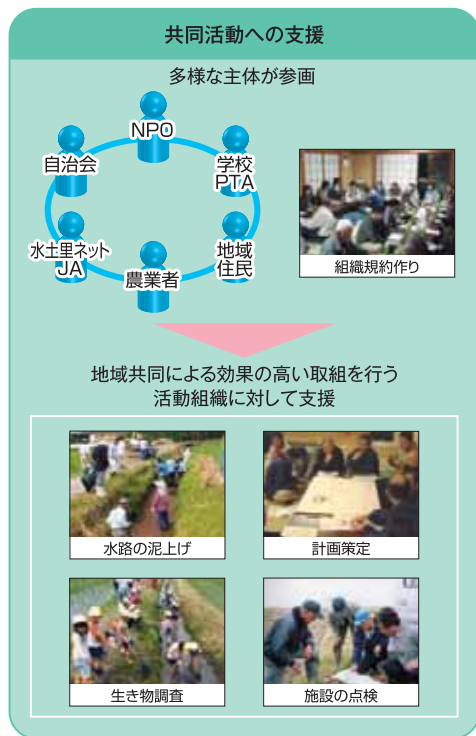 共同活動への支援
多様な主体が参画
NPO
自治会
学校
PTA
水土里ネット
JA
農業者
地域
住民
組織規約作り
地域共同による効果の高い取組を行う
活動組織に対して支援
水路の泥上げ
計画策定
生き物調査
施設の点検